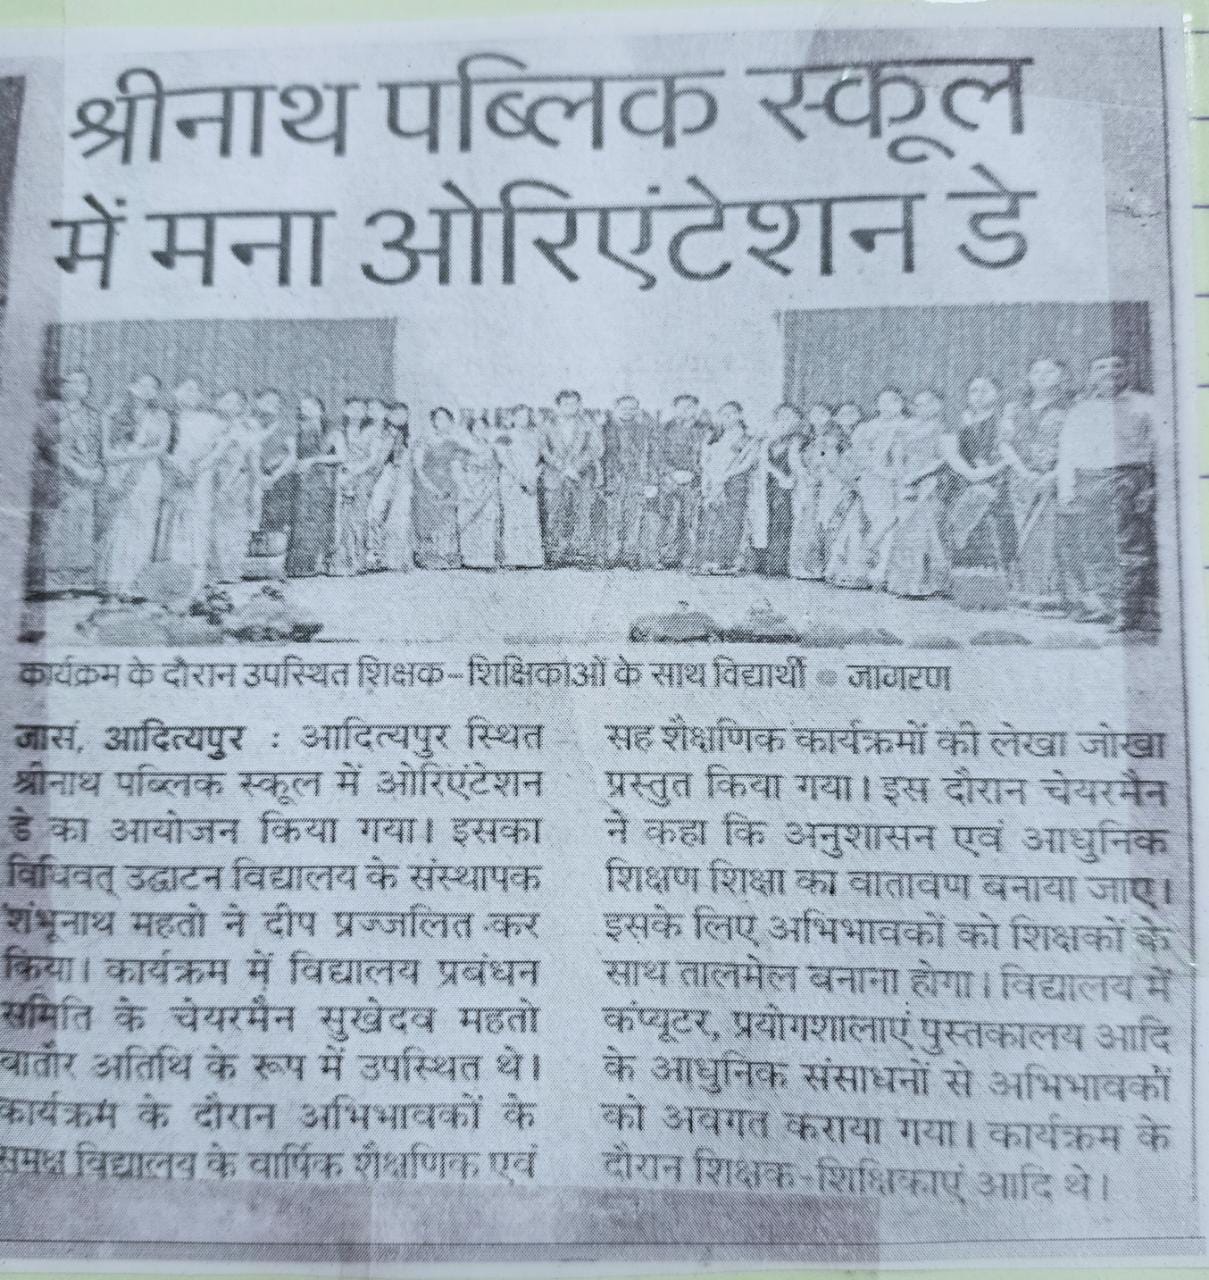 श्रीनाथ पब्लिक स्कूल
में मना ओरिएंटेशन डे
कार्यक्रम के दौरान उपस्थित शिक्षक-शिक्षिकाओं के साथ विद्यार्थी ● जागरण
जासं, आदित्यपुर : आदित्यपुर स्थित
श्रीनाथ पब्लिक स्कूल में ओरिएंटेशन
डे का आयोजन किया गया। इसका
विधिवत् उद्घाटन विद्यालय के संस्थापक
शंभूनाथ महतो ने दीप प्रज्जलित कर
किया। कार्यक्रम में विद्यालय प्रबंधन
समिति के चेयरमैन सुखेदव महतो
बातौर अतिथि के रूप में उपस्थित थे।
कार्यक्रम के दौरान अभिभावकों के
समक्ष विद्यालय के वार्षिक शैक्षणिक एवं
सह शैक्षणिक कार्यक्रमों की लेखा जोखा
प्रस्तुत किया गया। इस दौरान चेयरमैन
ने कहा कि अनुशासन एवं आधुनिक
शिक्षण शिक्षा का वातावण बनाया जाए।
इसके लिए अभिभावकों को शिक्षकों के
साथ तालमेल बनाना होगा। विद्यालय में
कंप्यूटर, प्रयोगशालाएं पुस्तकालय आदि
के आधुनिक संसाधनों से अभिभावकों
को अवगत कराया गया। कार्यक्रम के
दौरान शिक्षक-शिक्षिकाएं आदि थे।